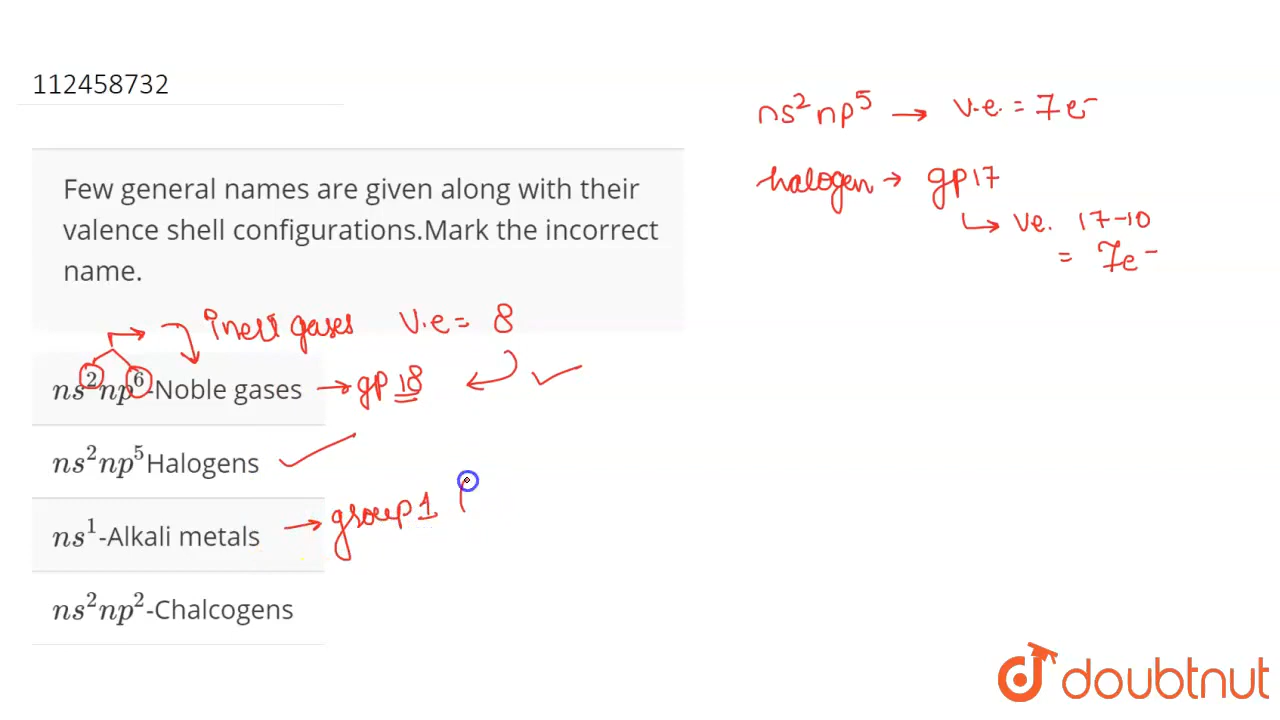 112458732
Few general names are given along with their
valence shell configurations.Mark the incorrect
name.
inert gases v.e = 8
ns²np⁶-Noble gases → gp 18
ns²np⁵Halogens
ns¹-Alkali metals → group 1 (
ns²np²-Chalcogens
ns²np⁵ → v.e. = 7e⁻
halogen → gp 17
↳ ve. 17-10
= 7e⁻
doubtnut